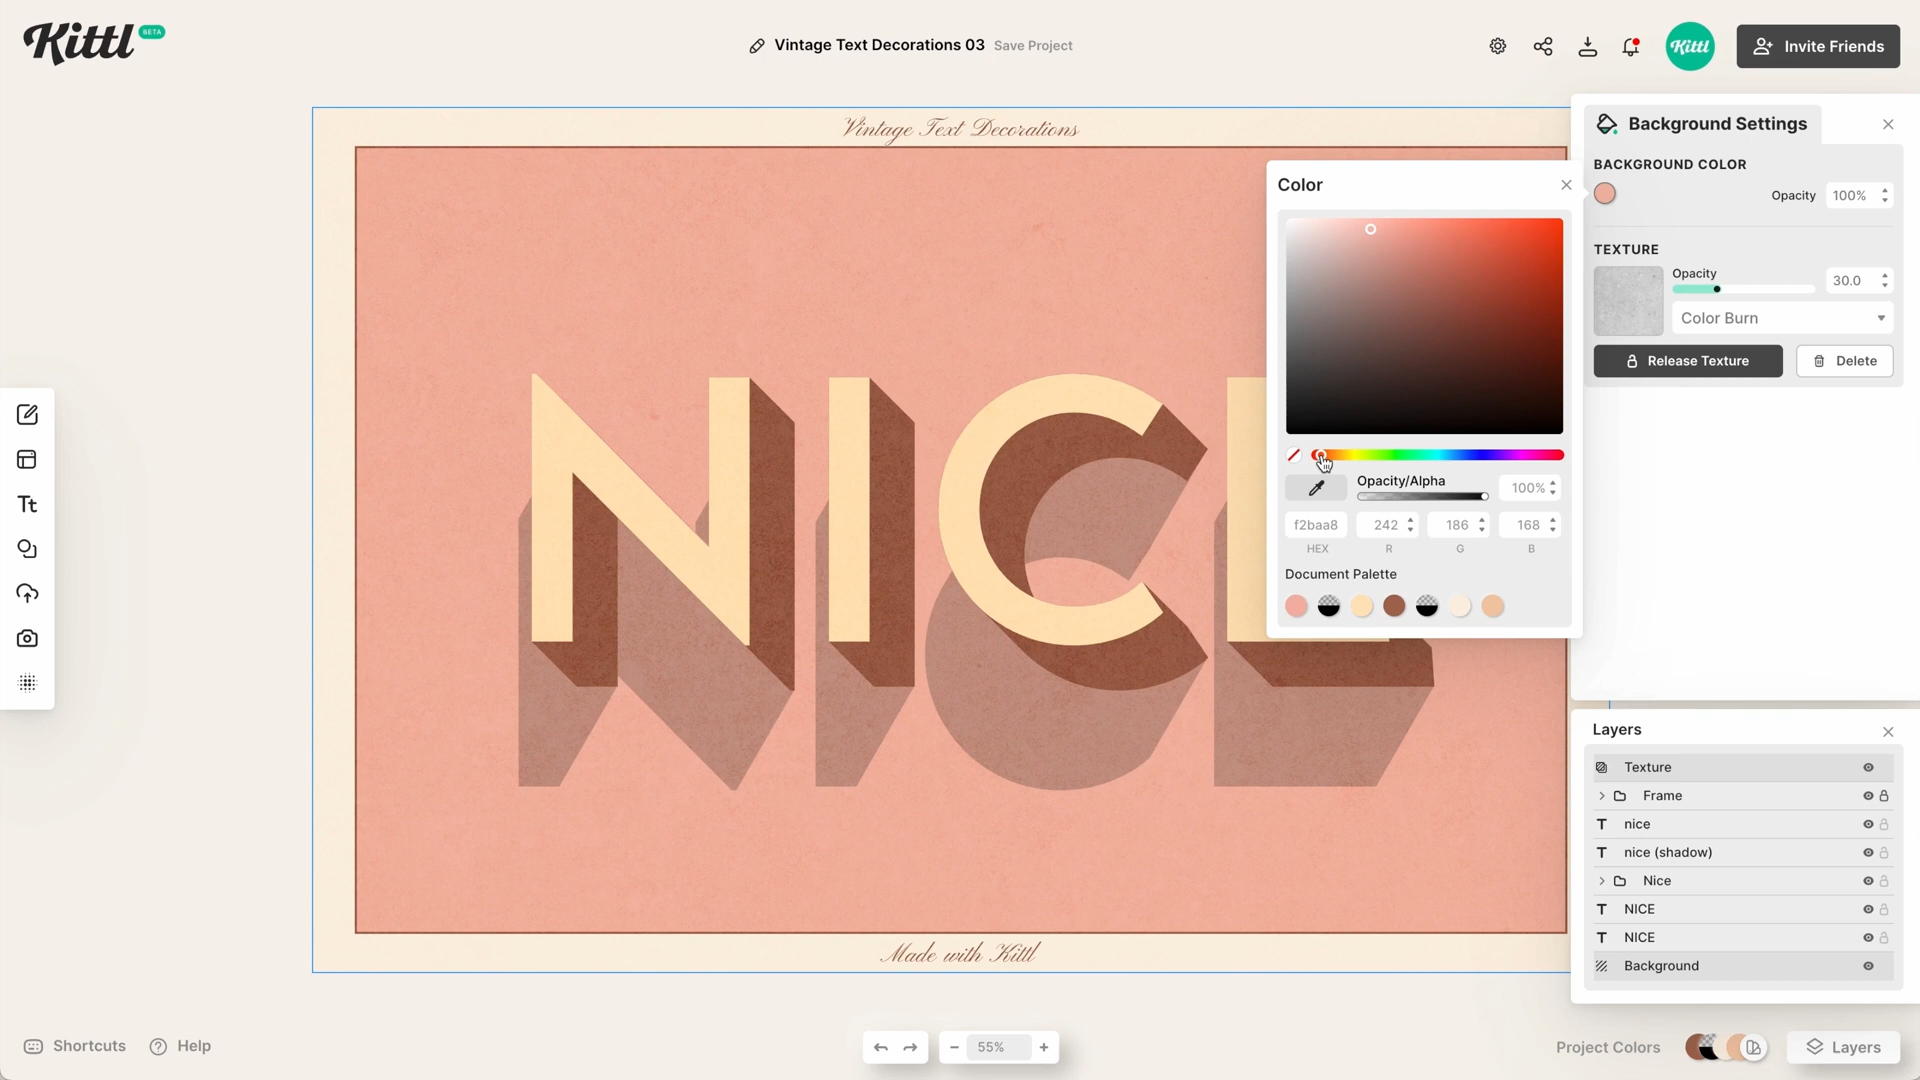 Kittl BETA
Vintage Text Decorations 03 Save Project
Kittl
Invite Friends
Vintage Text Decorations
NICE
Made with Kittl
Color
Opacity/Alpha
100%
f2baa8 242 186 168
HEX R G B
Document Palette
Background Settings
BACKGROUND COLOR
Opacity 100%
TEXTURE
Opacity
30.0
Color Burn
Release Texture
Delete
Tt
Layers
Texture
Frame
T nice
T nice (shadow)
Nice
T NICE
T NICE
Background
Shortcuts
Help
55%
Project Colors
Layers